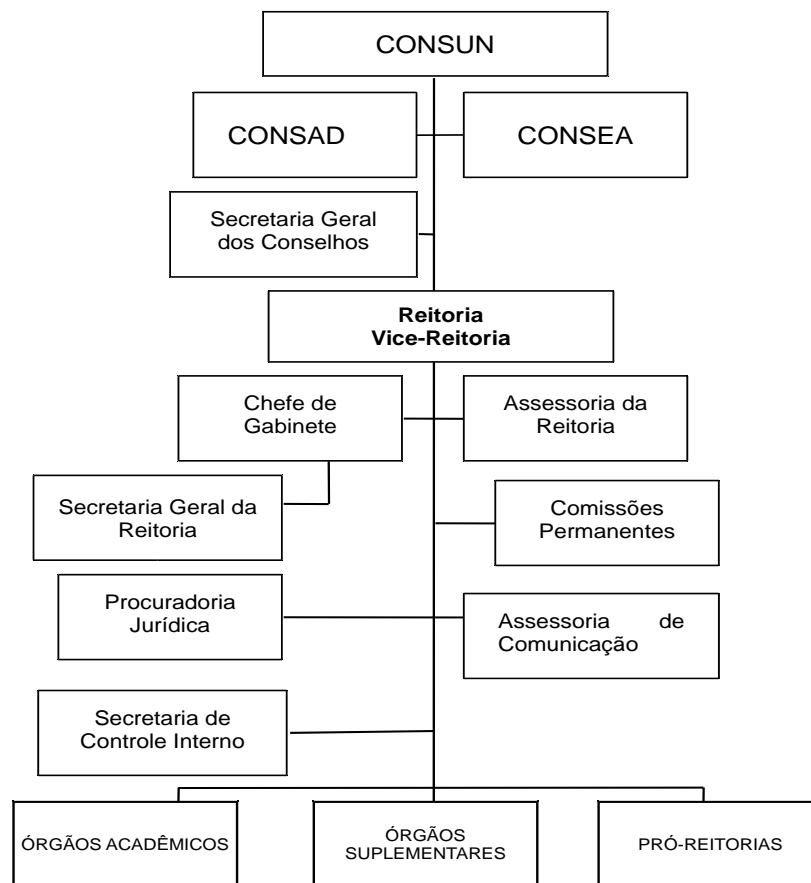 CONSUN
CONSAD
CONSEA
Secretaria Geral
dos Conselhos
Reitoria
Vice-Reitoria
Chefe de
Gabinete
Assessoria da
Reitoria
Secretaria Geral da
Reitoria
Comissões
Permanentes
Procuradoria
Jurídica
Assessoria de
Comunicação
Secretaria de
Controle Interno
ÓRGÃOS ACADÊMICOS
ÓRGÃOS
SUPLEMENTARES
PRÓ-REITORIAS